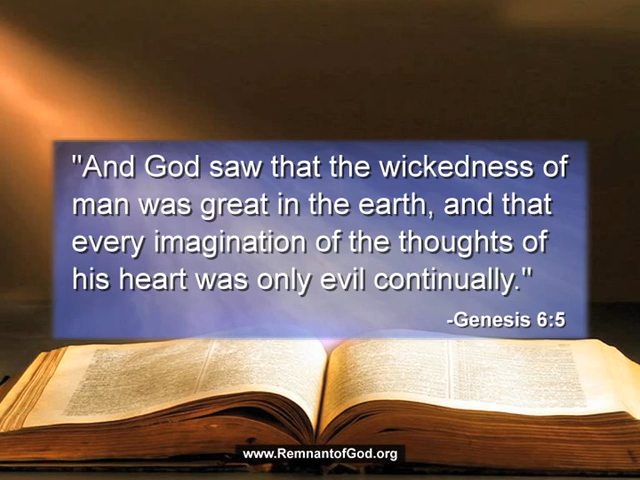 "And God saw that the wickedness of
man was great in the earth, and that
every imagination of the thoughts of
his heart was only evil continually."
-Genesis 6:5
www.RemnantofGod.org